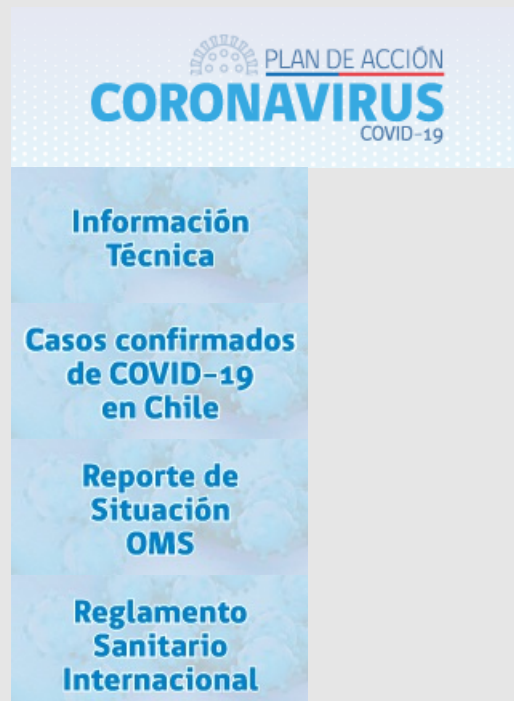 PLAN DE ACCIÓN
CORONAVIRUS
COVID-19
Información
Técnica
Casos confirmados
de COVID-19
en Chile
Reporte de
Situación
OMS
Reglamento
Sanitario
Internacional